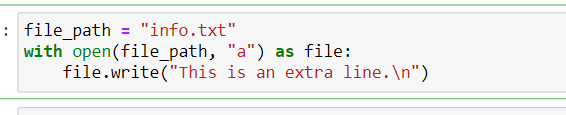 : file_path = "info.txt"
with open(file_path, "a") as file:
    file.write("This is an extra line.\n")